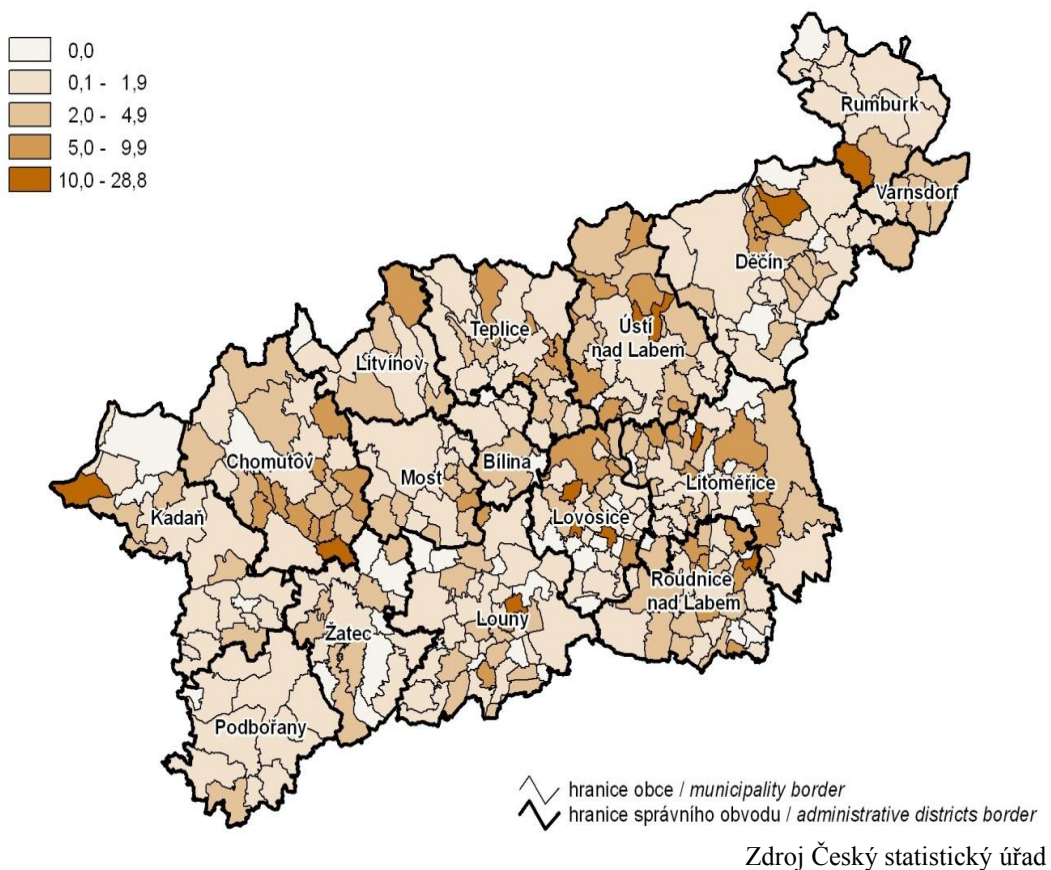 0,0
0,1 - 1,9
2,0 - 4,9
5,0 - 9,9
10,0 - 28,8
Rumburk
Varnsdorf
Děčín
Teplice
Ústí
nad Labem
Litvínov
Chomutov
Most
Bílina
Litoměřice
Kadaň
Lovosice
Roudnice
nad Labem
Louny
Žatec
Podbořany
hranice obce / municipality border
hranice správního obvodu / administrative districts border
Zdroj Český statistický úřad